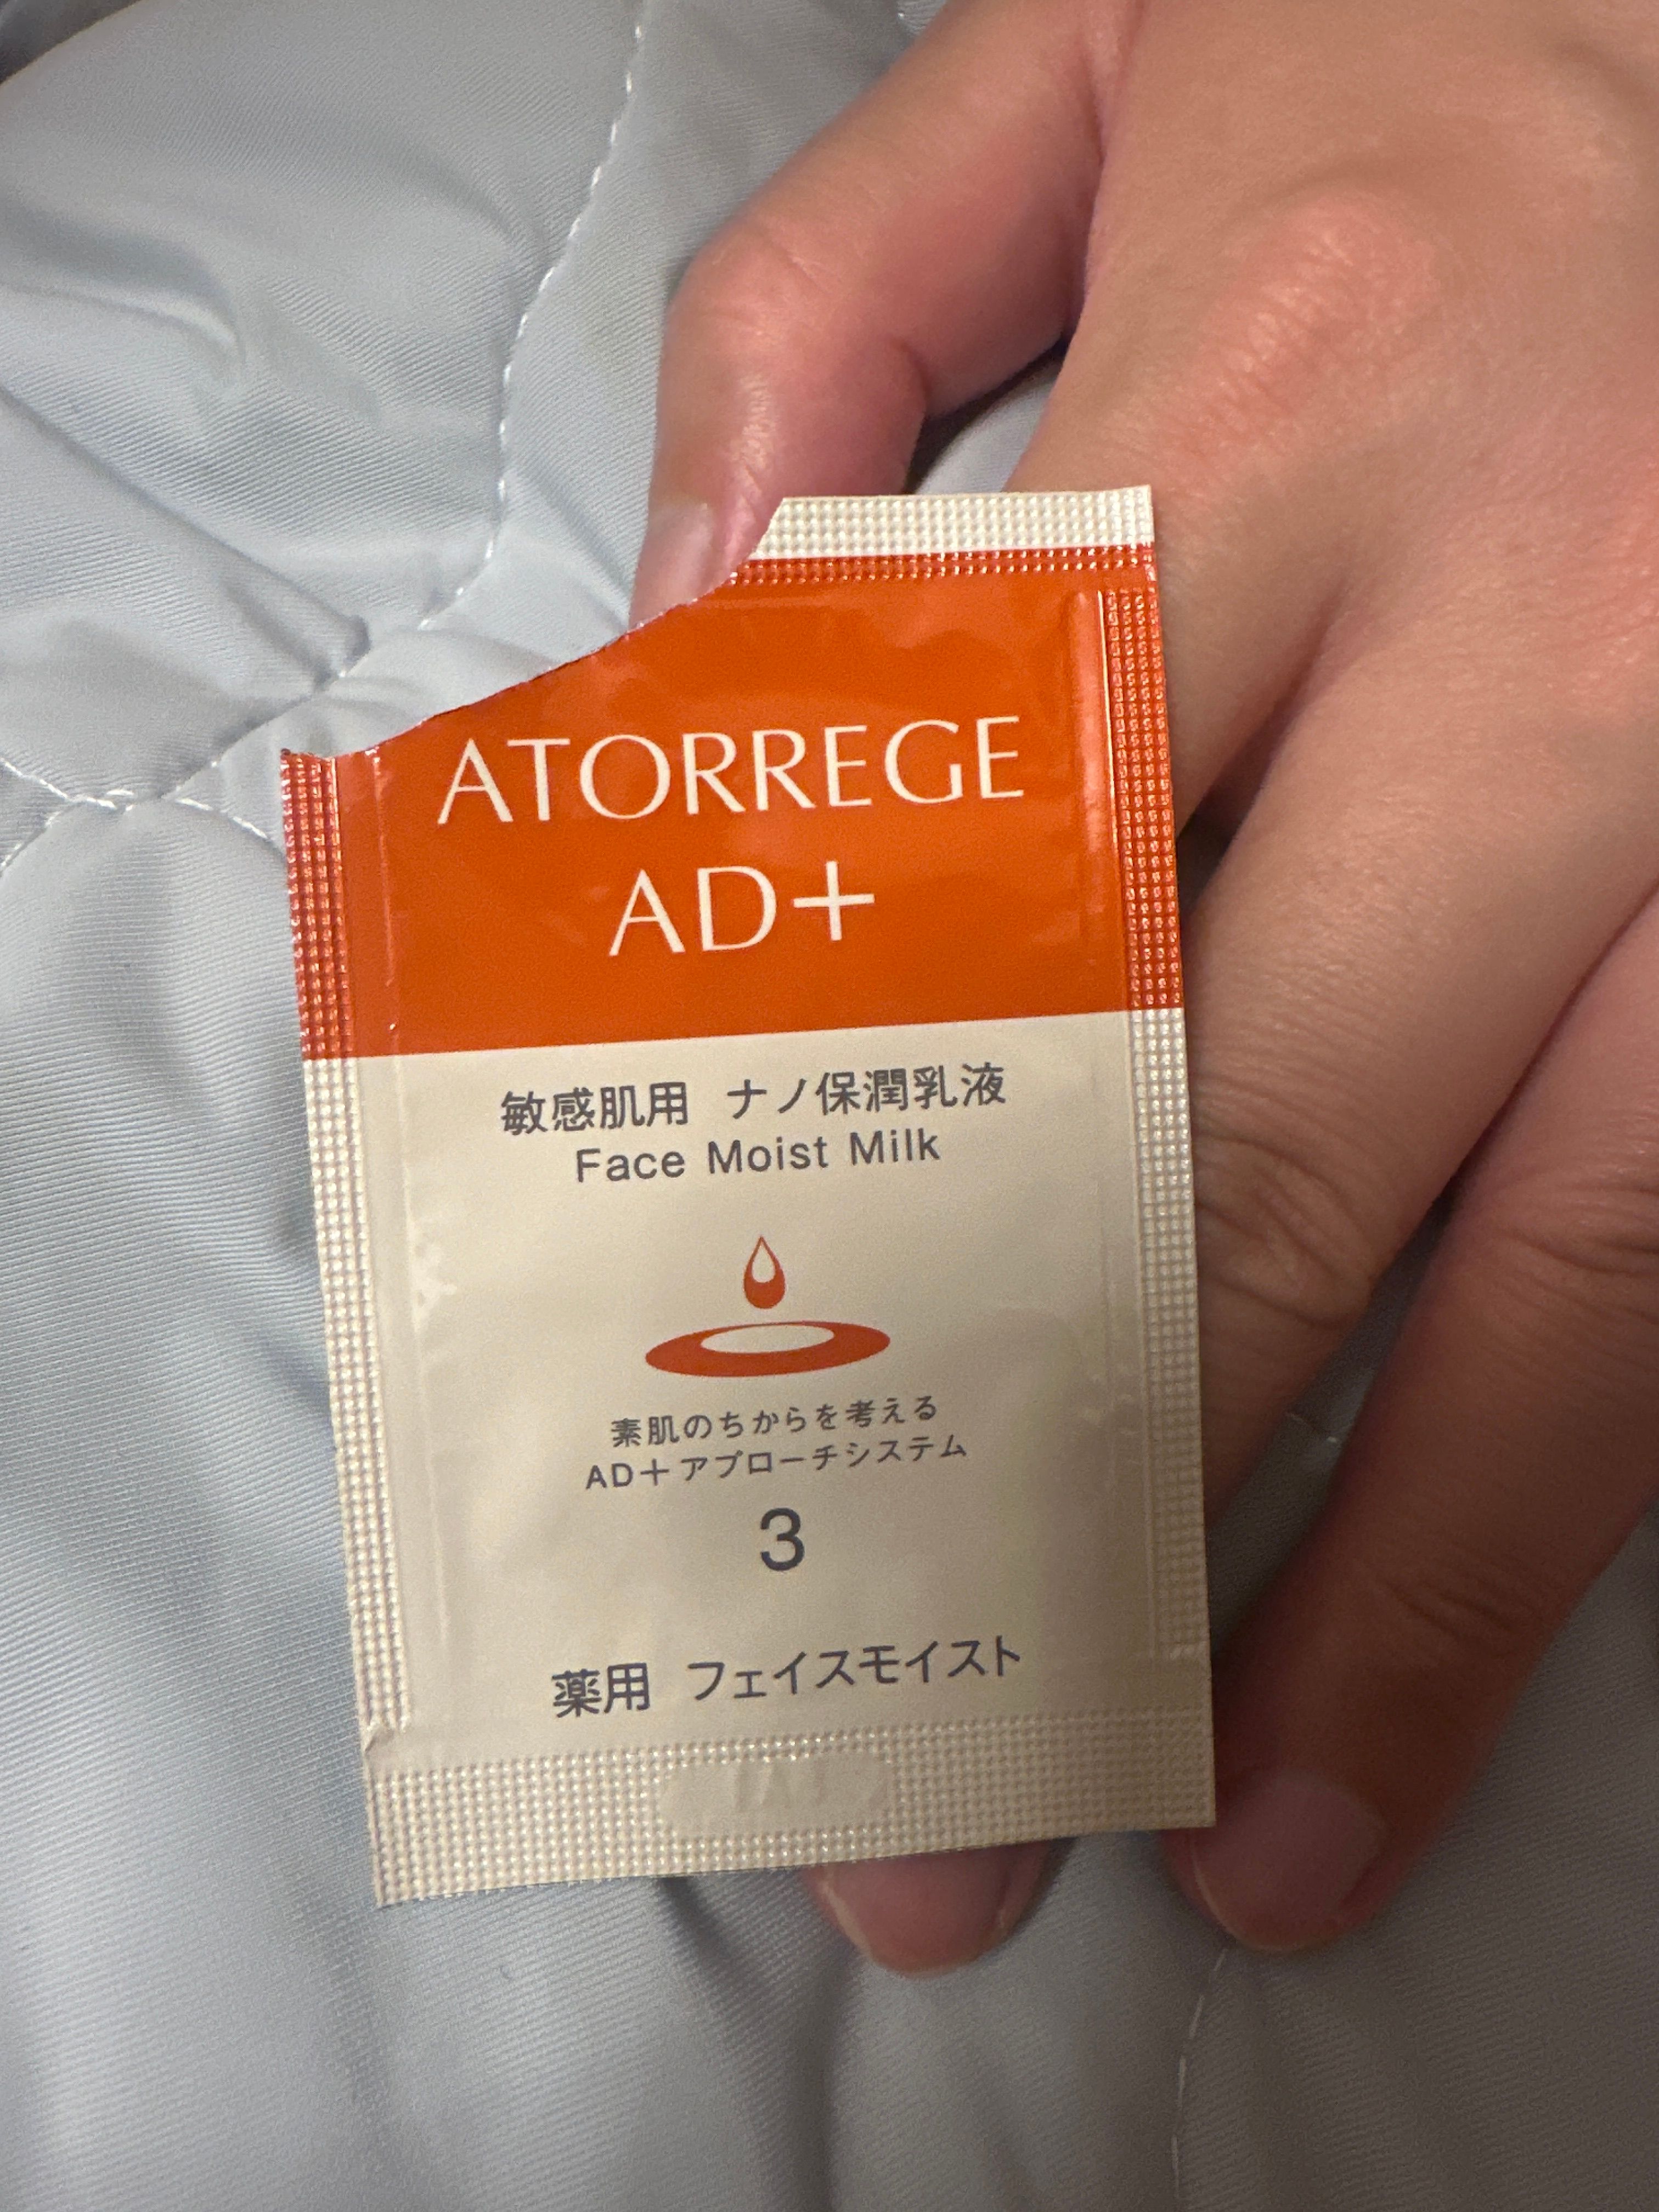 ATORREGE
AD+
敏感肌用 ナノ保潤乳液
Face Moist Milk
素肌のちからを考える
AD+アプローチシステム
3
薬用 フェイスモイスト